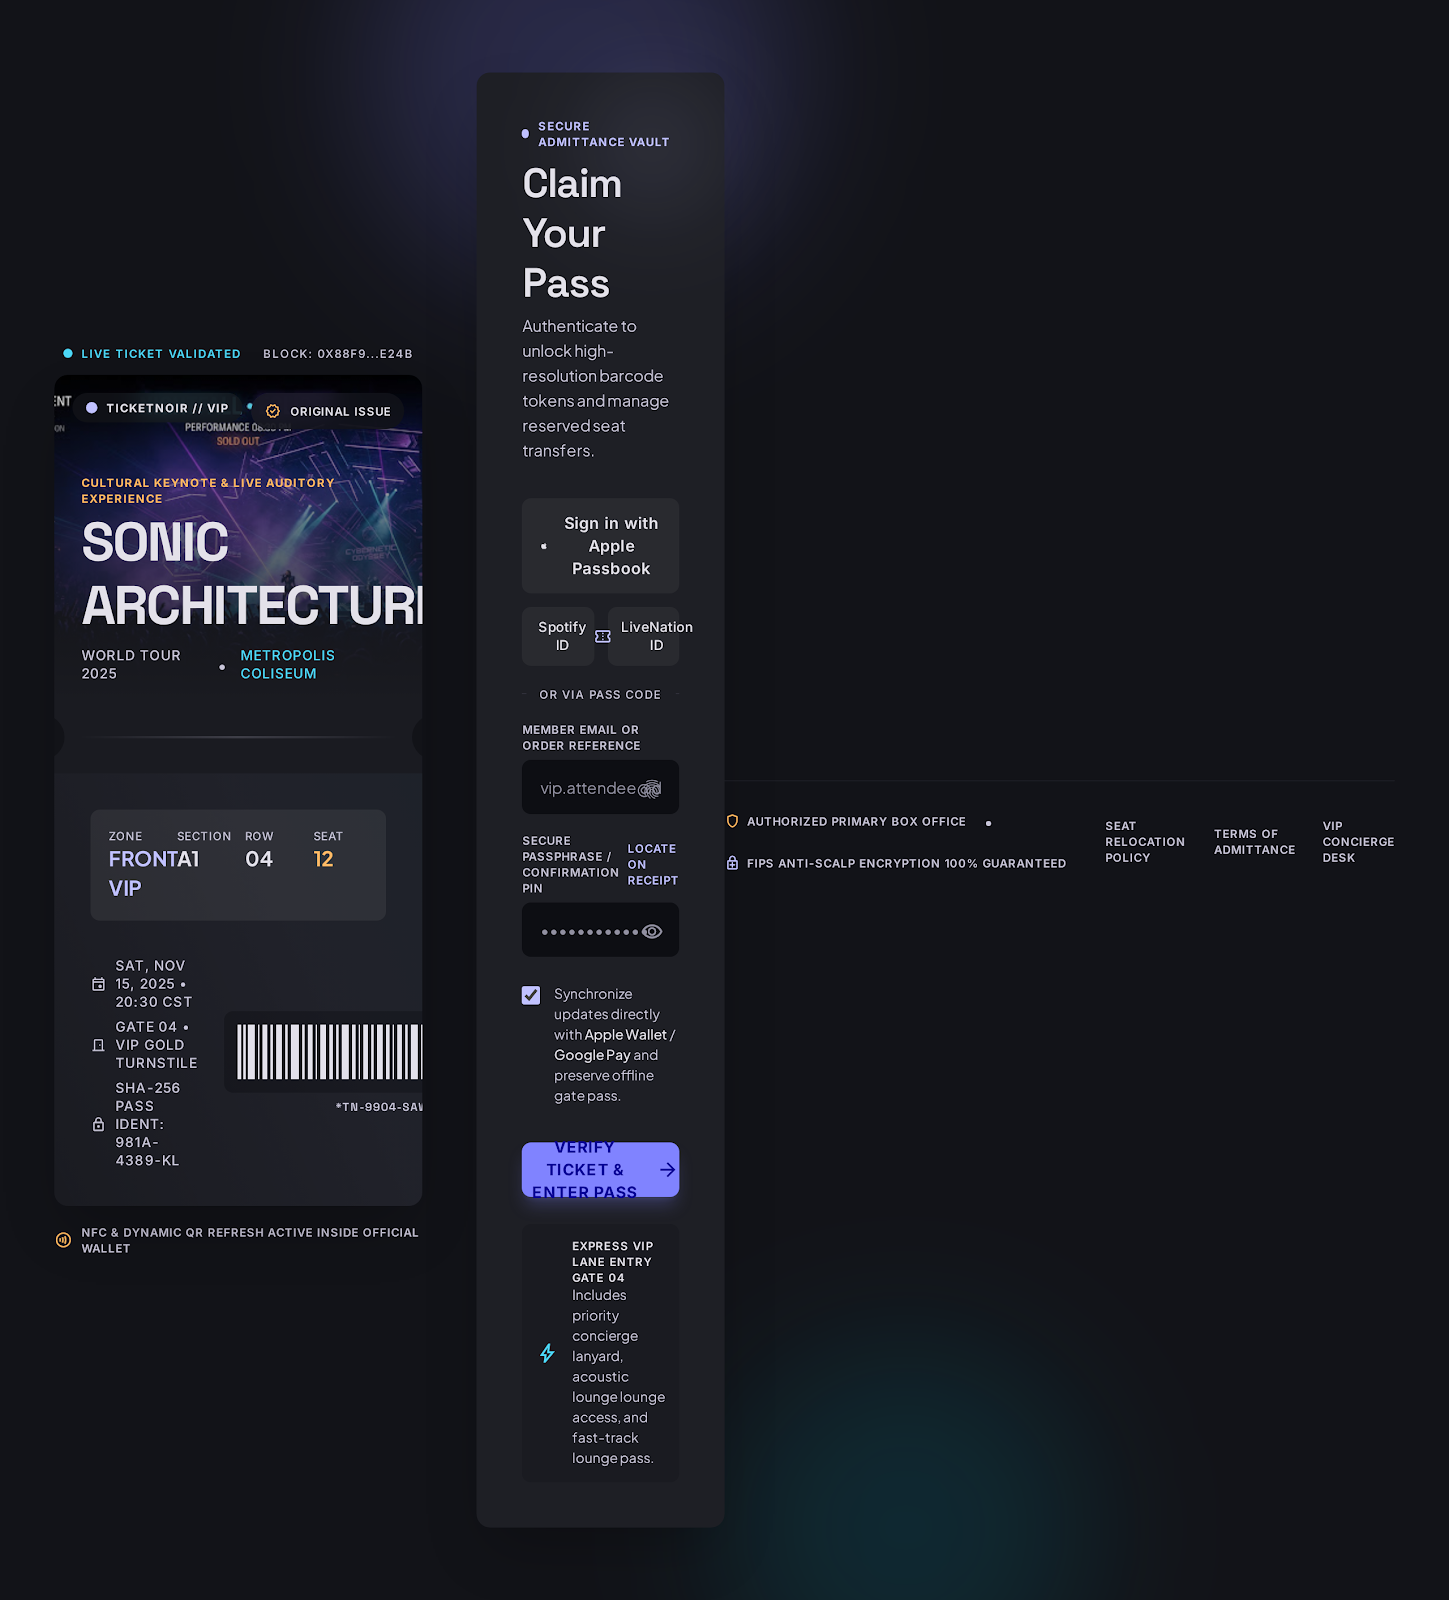 LIVE TICKET VALIDATED
BLOCK: 0X88F9...E24B
ENT
TICKETNOIR // VIP
ORIGINAL ISSUE
ON
SOLD OUT
CULTURAL KEYNOTE & LIVE AUDITORY
EXPERIENCE
SONIC
ARCHITECTURE
CYBERNETIC
ODYSSEY
WORLD TOUR
2025
•
METROPOLIS
COLISEUM
ZONE
FRONT
VIP
SECTION
A1
ROW
04
SEAT
12
SAT, NOV
15, 2025 •
20:30 CST
GATE 04 •
VIP GOLD
TURNSTILE
SHA-256
PASS
IDENT:
981A-
4389-KL
*TN-9904-SAW
NFC & DYNAMIC QR REFRESH ACTIVE INSIDE OFFICIAL
WALLET
SECURE
ADMITTANCE VAULT
Claim
Your
Pass
Authenticate to
unlock high-
resolution barcode
tokens and manage
reserved seat
transfers.
Sign in with
Apple
Passbook
Spotify
ID
LiveNation
ID
OR VIA PASS CODE
MEMBER EMAIL OR
ORDER REFERENCE
vip.attendee@
SECURE
PASSPHRASE /
CONFIRMATION
PIN
LOCATE
ON
RECEIPT
••••••••••••
Synchronize
updates directly
with Apple Wallet /
Google Pay and
preserve offline
gate pass.
VERIFY
TICKET &
ENTER PASS
EXPRESS VIP
LANE ENTRY
GATE 04
Includes
priority
concierge
lanyard,
acoustic
lounge lounge
access, and
fast-track
lounge pass.
AUTHORIZED PRIMARY BOX OFFICE •
FIPS ANTI-SCALP ENCRYPTION 100% GUARANTEED
SEAT
RELOCATION
POLICY
TERMS OF
ADMITTANCE
VIP
CONCIERGE
DESK